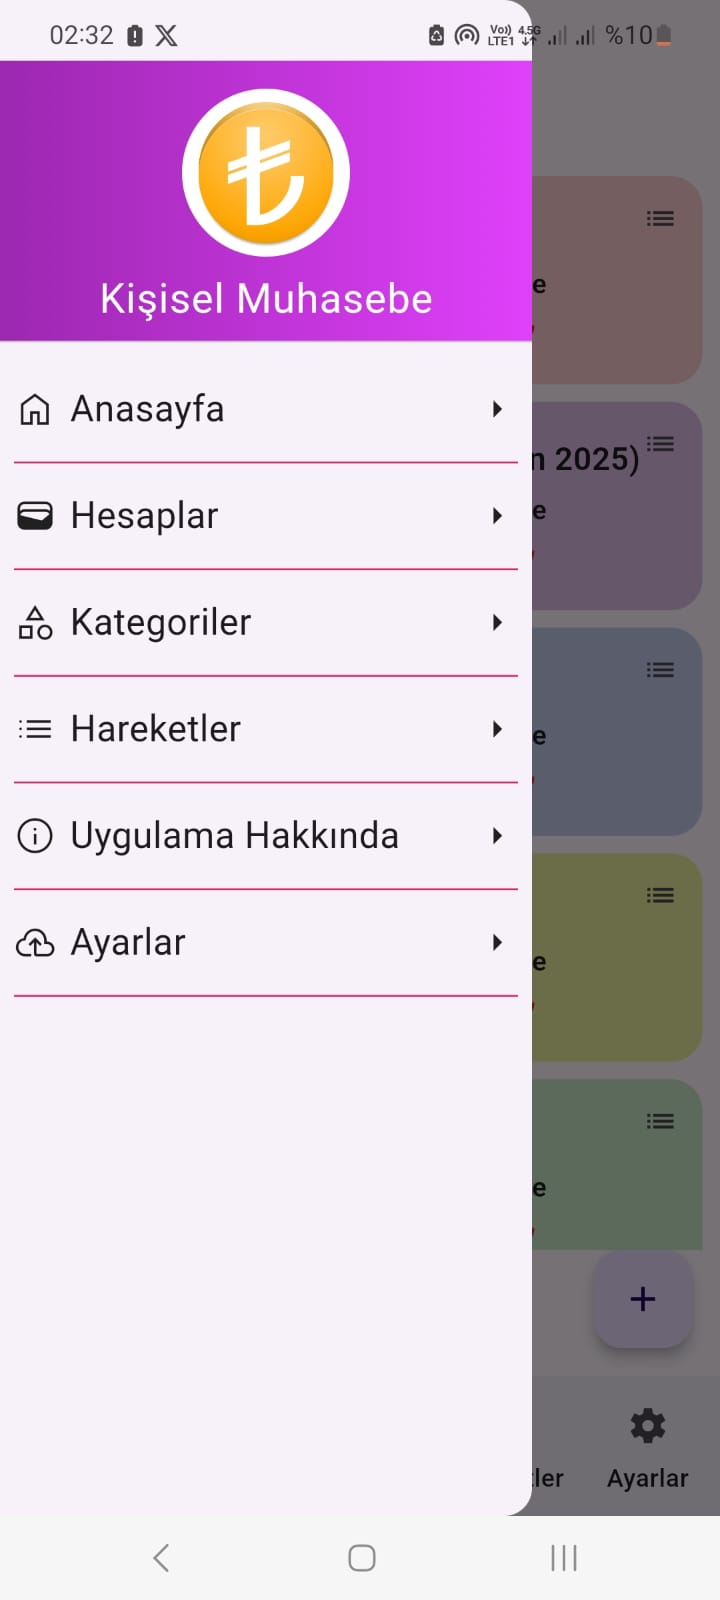 02:32 Vo)) 4.5G %10
LTE1
Kişisel Muhasebe
e
Anasayfa
n 2025)
Hesaplar
e
Kategoriler
Hareketler
e
Uygulama Hakkında
Ayarlar
e
e
+
ler Ayarlar